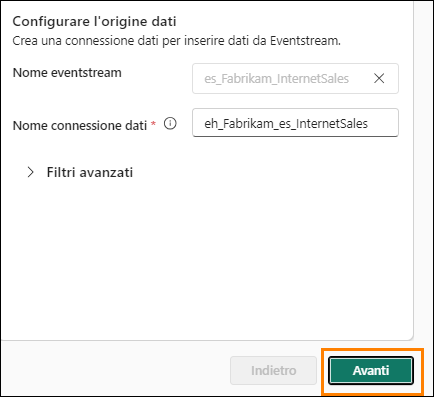 Configurare l'origine dati
Crea una connessione dati per inserire dati da Eventstream.
Nome eventstream
es_Fabrikam_InternetSales
Nome connessione dati *
eh_Fabrikam_es_InternetSales
Filtri avanzati
Indietro
Avanti